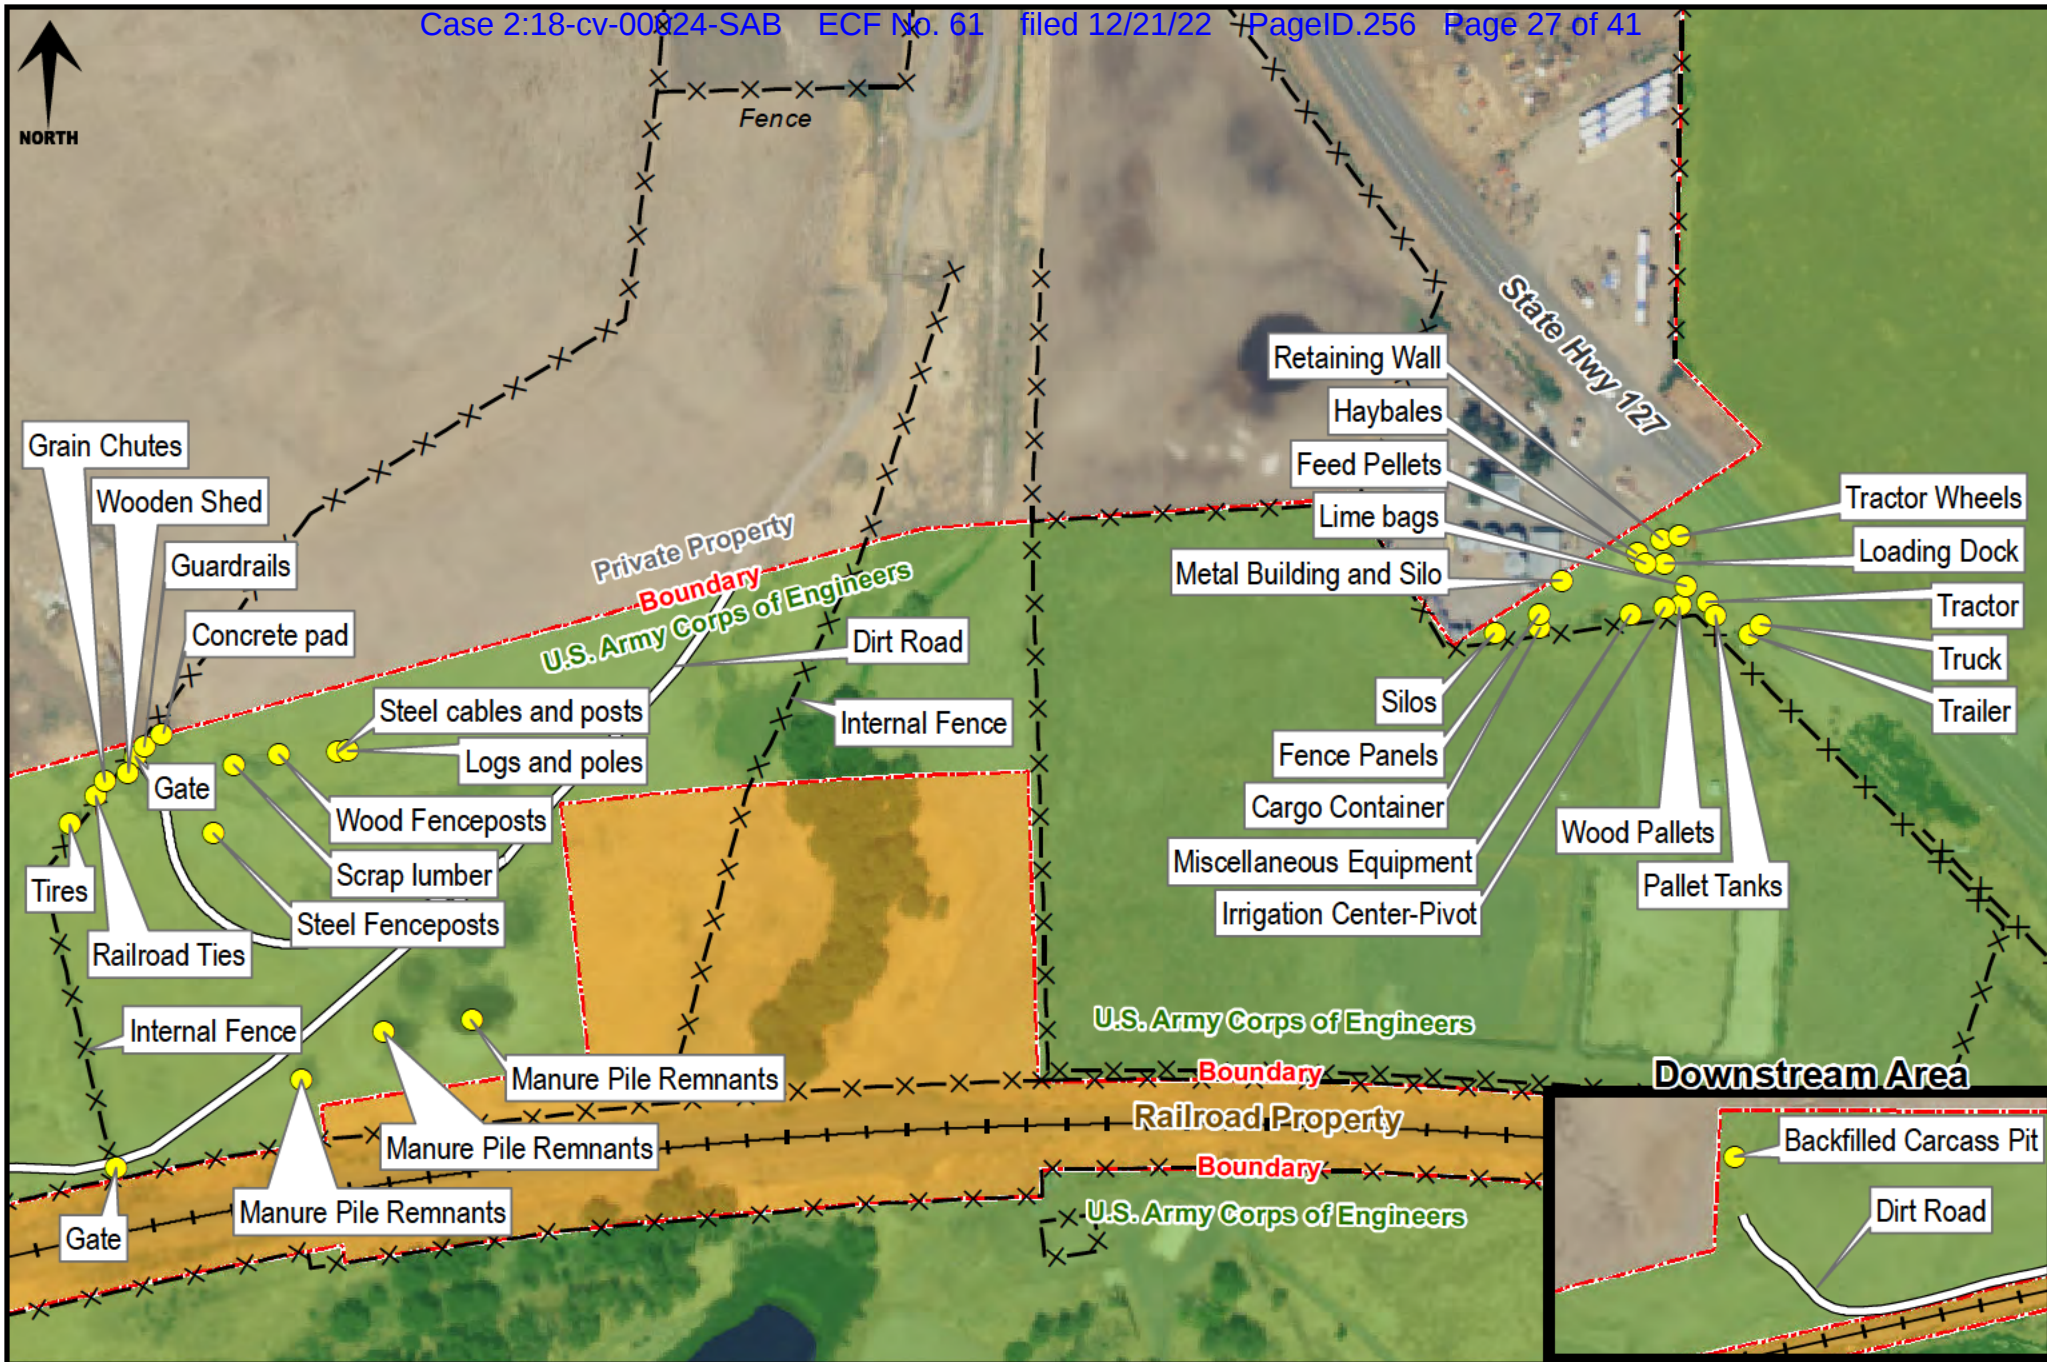 Case 2:18-cv-00324-SAB ECF No. 61 filed 12/21/22 PageID.256 Page 27 of 41
NORTH
Fence
State Hwy 127
Retaining Wall
Haybales
Feed Pellets
Lime bags
Metal Building and Silo
Tractor Wheels
Loading Dock
Tractor
Truck
Trailer
Grain Chutes
Wooden Shed
Guardrails
Concrete pad
Private Property
Boundary
U.S. Army Corps of Engineers
Dirt Road
Internal Fence
Steel cables and posts
Logs and poles
Gate
Wood Fenceposts
Scrap lumber
Steel Fenceposts
Tires
Railroad Ties
Internal Fence
Silos
Fence Panels
Cargo Container
Miscellaneous Equipment
Irrigation Center-Pivot
Wood Pallets
Pallet Tanks
Manure Pile Remnants
Manure Pile Remnants
Manure Pile Remnants
Gate
U.S. Army Corps of Engineers
Boundary
Railroad Property
Boundary
U.S. Army Corps of Engineers
Downstream Area
Backfilled Carcass Pit
Dirt Road